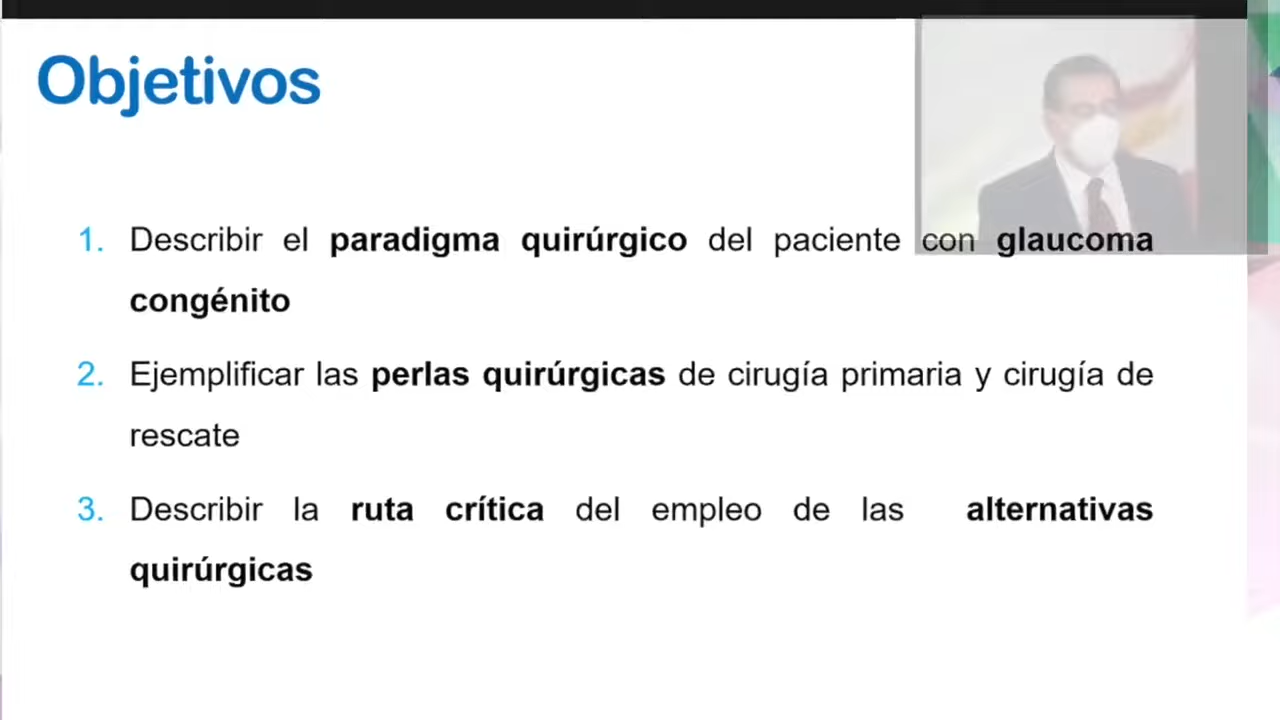 Objetivos
1. Describir el paradigma quirúrgico del paciente con glaucoma
congénito
2. Ejemplificar las perlas quirúrgicas de cirugía primaria y cirugía de
rescate
3. Describir la ruta crítica del empleo de las alternativas
quirúrgicas